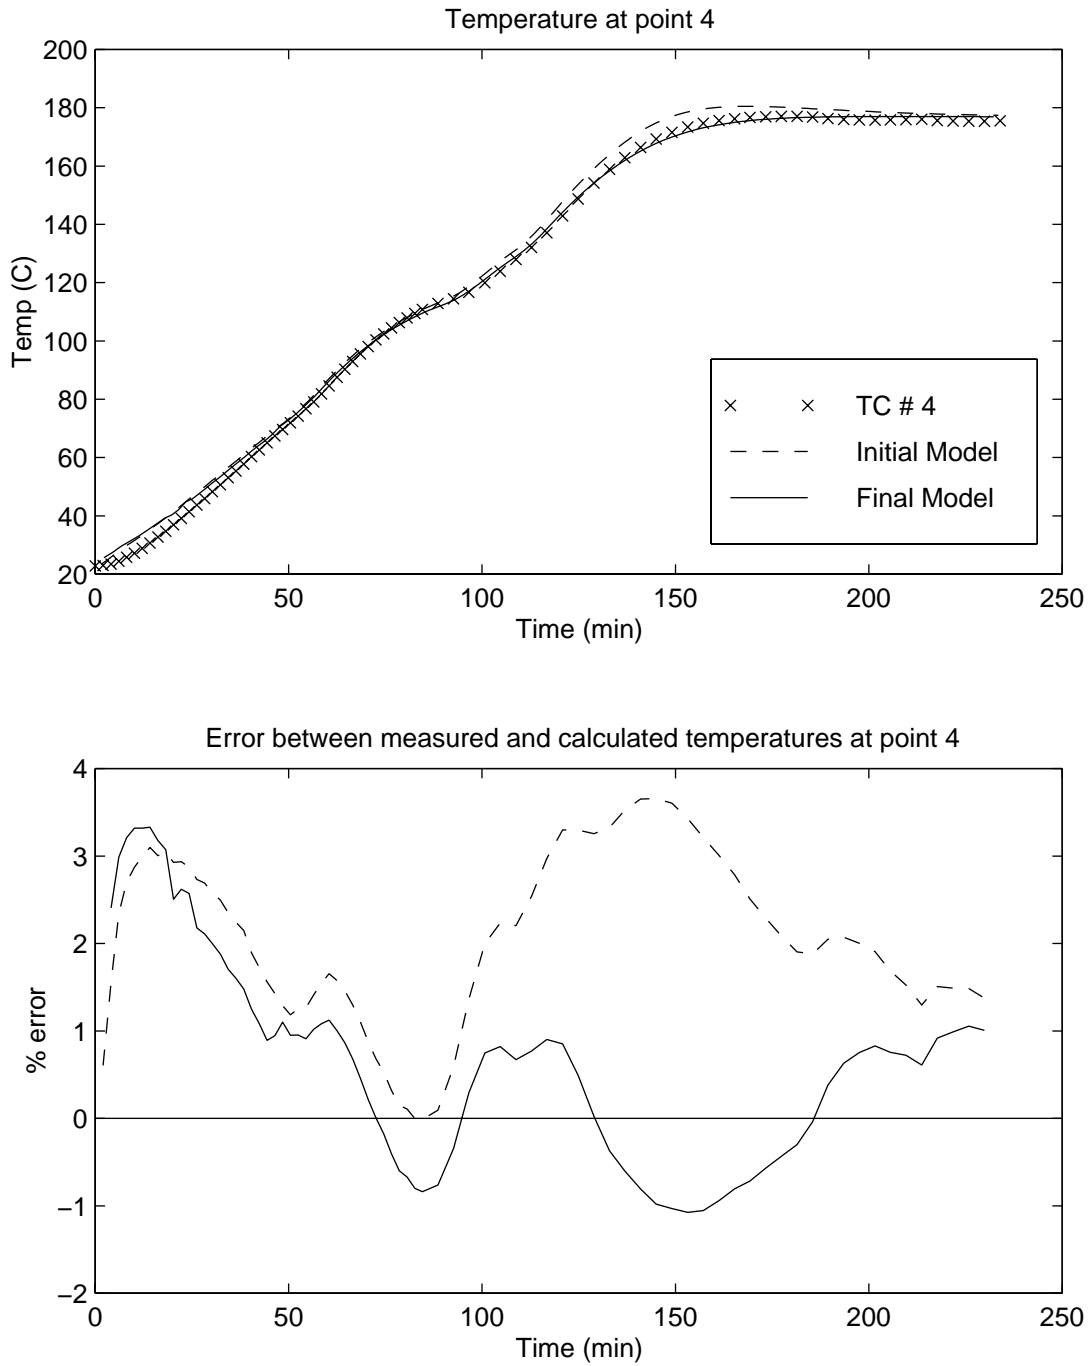 Temperature at point 4
200
180
160
140
120
100
80
60
40
20
Temp (C)
TC # 4
Initial Model
Final Model
0 50 100 150 200 250
Time (min)
Error between measured and calculated temperatures at point 4
4
3
2
1
0
−1
−2
% error
0 50 100 150 200 250
Time (min)